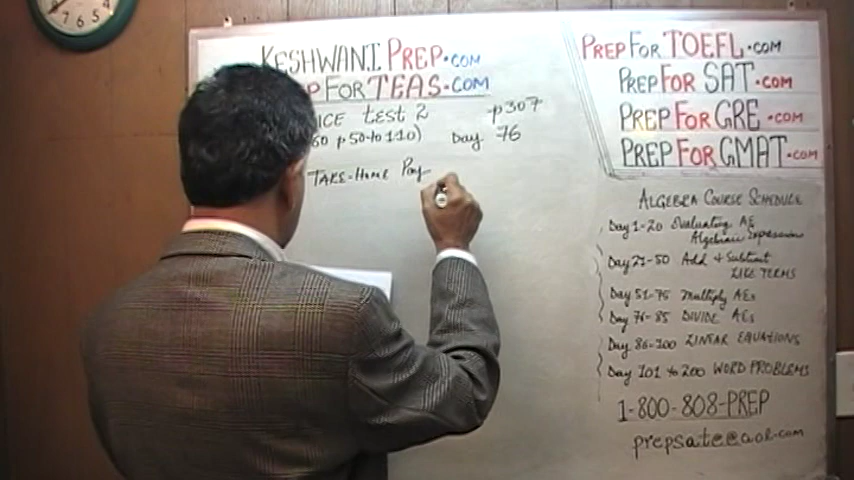 KESHWANI PREP.COM
P FOR TEAS.COM
ICE test 2 p307
60 p50-to 110) Day 76
TAKE-HOME Pay
PREP FOR TOEFL.COM
PREP FOR SAT.COM
PREP FOR GRE.COM
PREP FOR GMAT.COM
ALGEBRA COURSE SCHEDULE
Day 1-20 Evaluating AE
Algebraic Expression
Day 21-50 Add + Subtract
LIKE TERMS
Day 51-75 Multiply AEs
Day 76-85 DIVIDE AEs
Day 86-100 LINEAR EQUATIONS
Day 101 to 200 WORD PROBLEMS
1-800-808-PREP
prepsate@aol.com